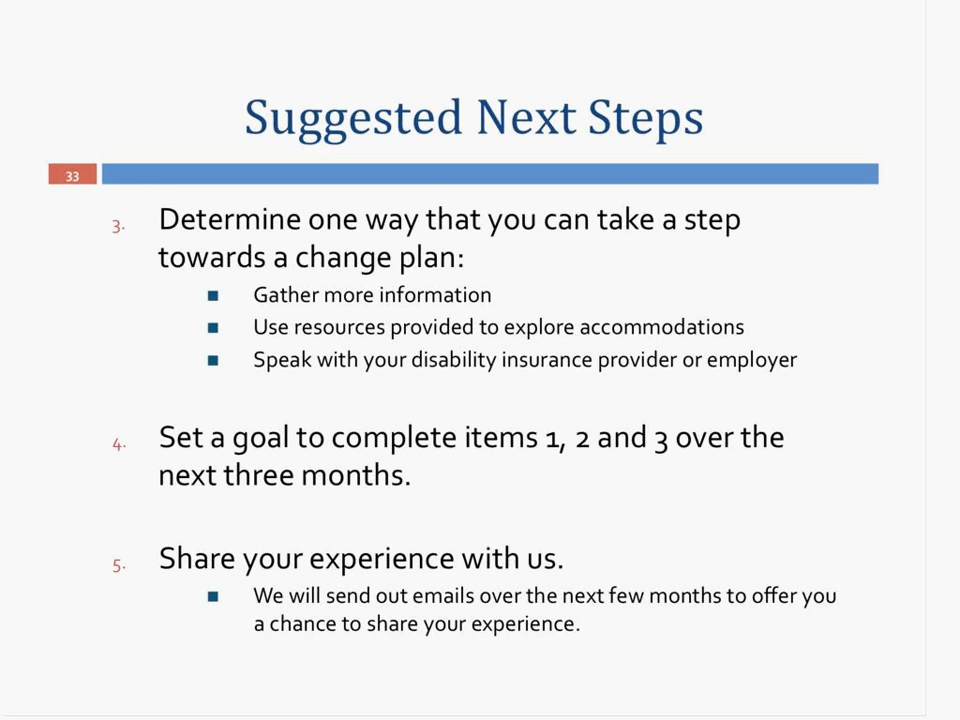 Suggested Next Steps
33
3. Determine one way that you can take a step
towards a change plan:
■ Gather more information
■ Use resources provided to explore accommodations
■ Speak with your disability insurance provider or employer
4. Set a goal to complete items 1, 2 and 3 over the
next three months.
5. Share your experience with us.
■ We will send out emails over the next few months to offer you
a chance to share your experience.